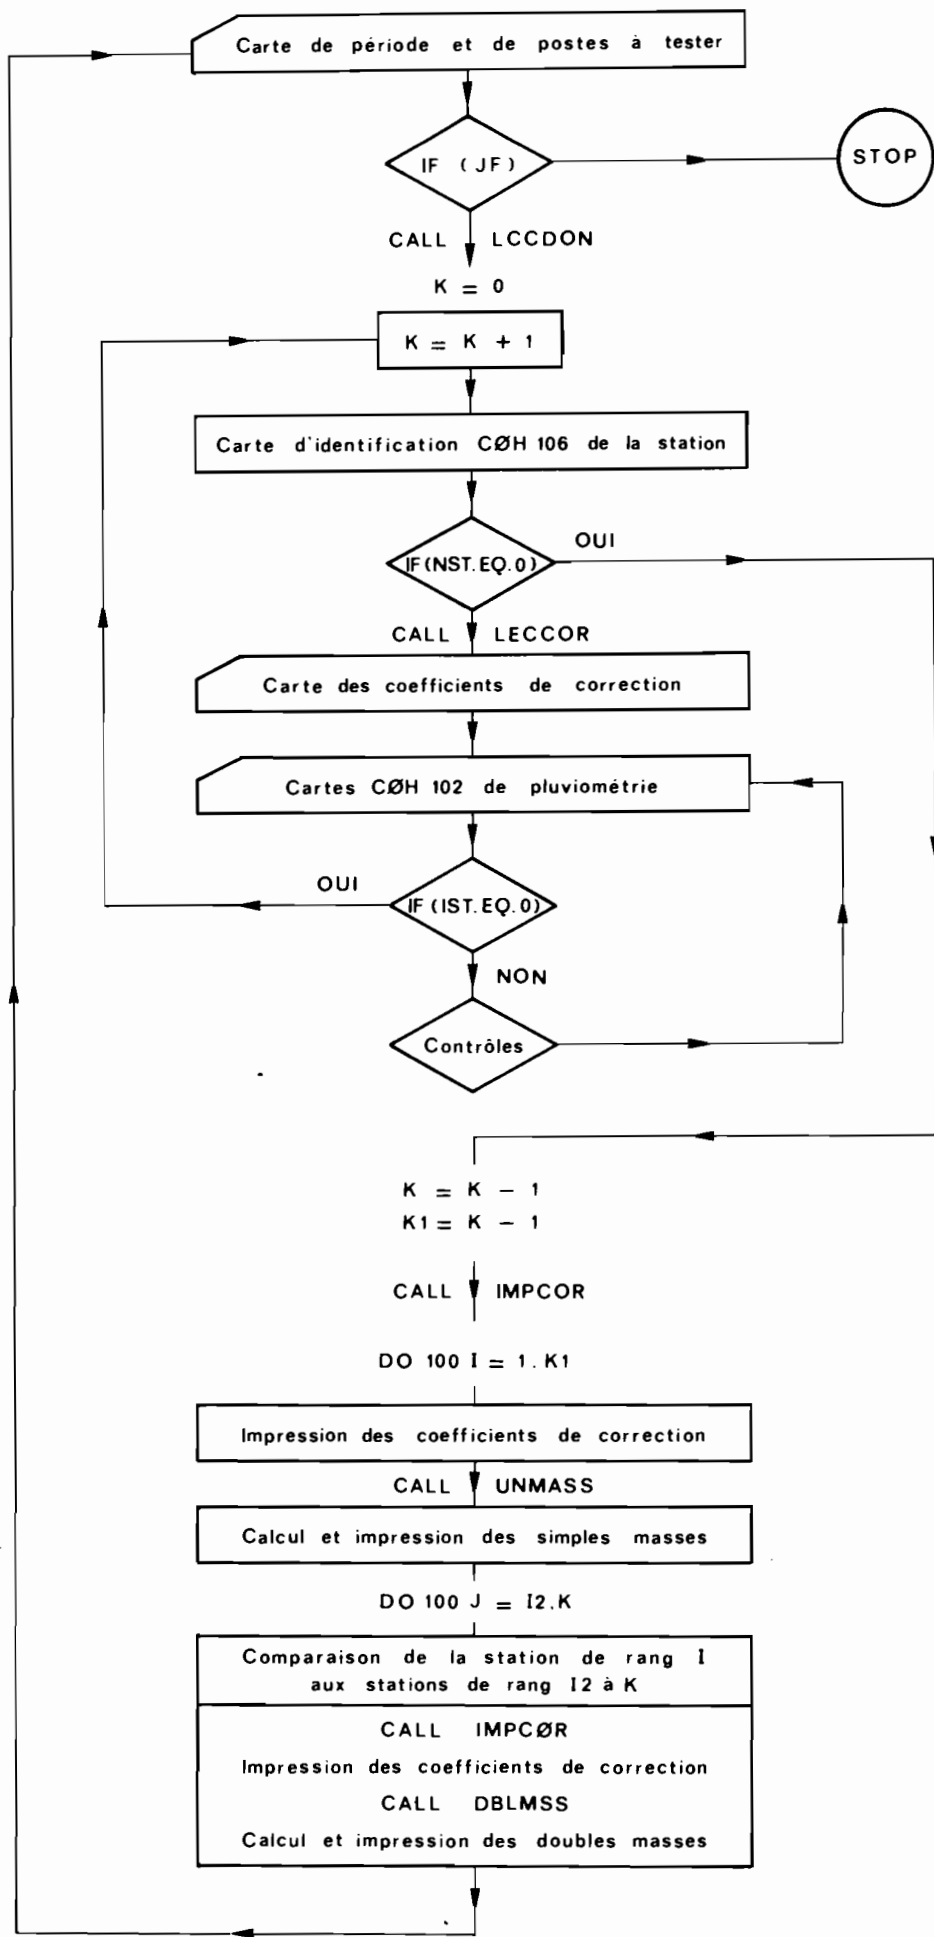 Carte de période et de postes à tester
IF (JF)
STOP
CALL LCCDON
K = 0
K = K + 1
Carte d'identification CØH 106 de la station
IF(NST.EQ.0)
OUI
CALL LECCOR
Carte des coefficients de correction
Cartes CØH 102 de pluviométrie
OUI
IF(IST.EQ.0)
NON
Contrôles
K = K - 1
K1 = K - 1
CALL IMPCOR
DO 100 I = 1.K1
Impression des coefficients de correction
CALL UNMASS
Calcul et impression des simples masses
DO 100 J = I2.K
Comparaison de la station de rang I
aux stations de rang I2 à K
CALL IMPCØR
Impression des coefficients de correction
CALL DBLMSS
Calcul et impression des doubles masses